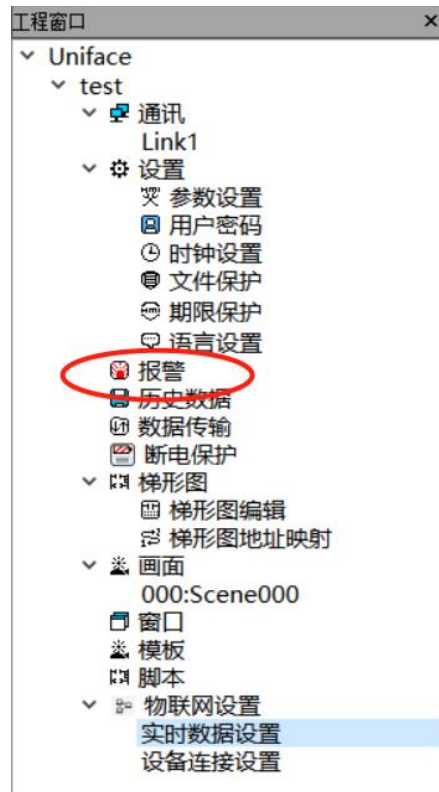 工程窗口
Uniface
test
通讯
Link1
设置
参数设置
用户密码
时钟设置
文件保护
期限保护
语言设置
报警
历史数据
数据传输
断电保护
梯形图
梯形图编辑
梯形图地址映射
画面
000:Scene000
窗口
模板
脚本
物联网设置
实时数据设置
设备连接设置